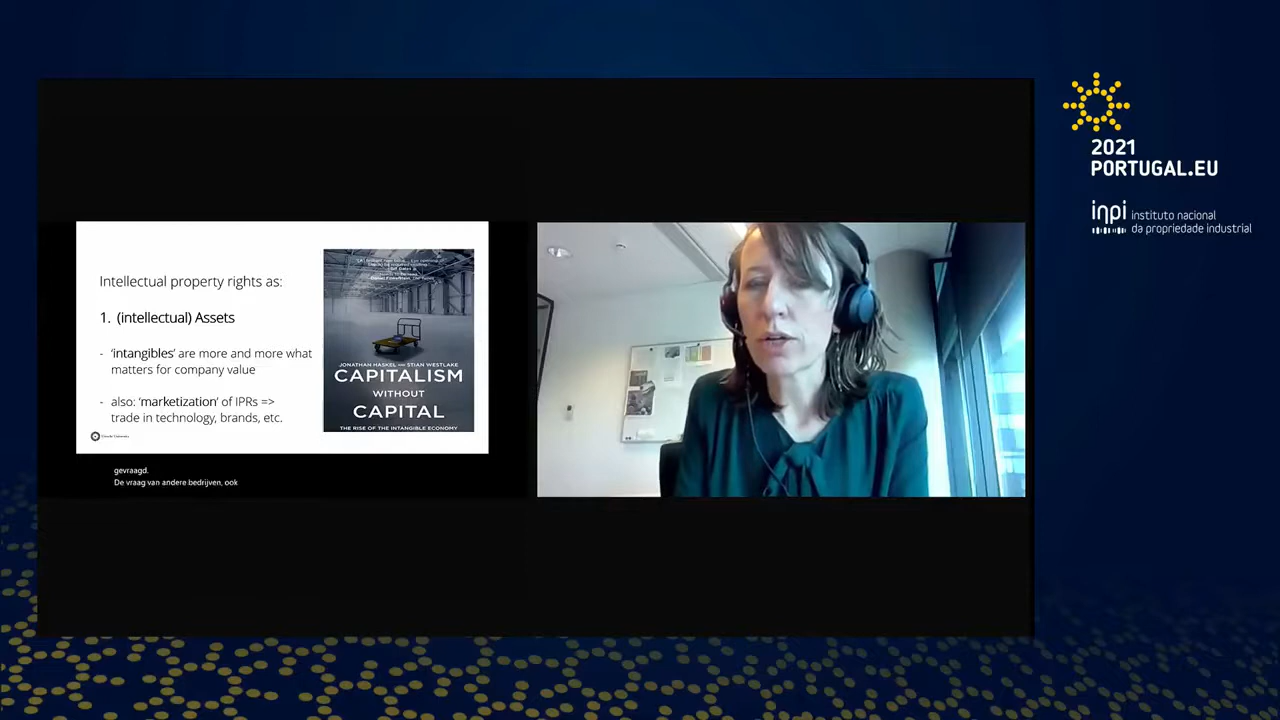 Intellectual property rights as:
1. (intellectual) Assets
- 'intangibles' are more and more what
matters for company value
- also: 'marketization' of IPRs =>
trade in technology, brands, etc.
Utrecht University
JONATHAN HASKEL — STIAN WESTLAKE
CAPITALISM
WITHOUT
CAPITAL
THE RISE OF THE INTANGIBLE ECONOMY
gevraagd.
De vraag van andere bedrijven, ook
2021
PORTUGAL.EU
inpi instituto nacional
da propriedade industrial